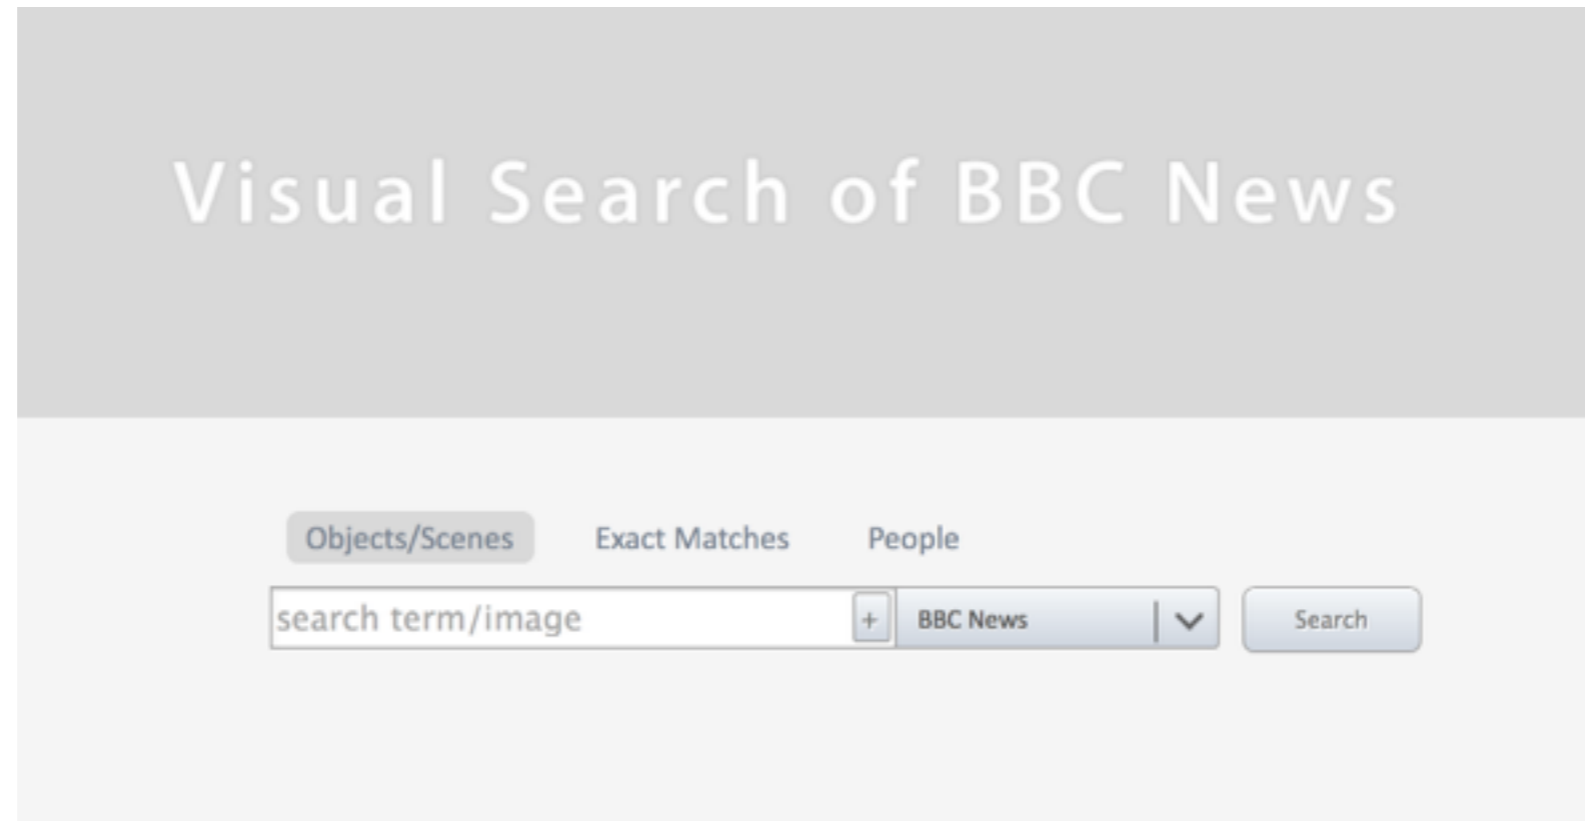 Visual Search of BBC News
Objects/Scenes Exact Matches People
search term/image + BBC News Search